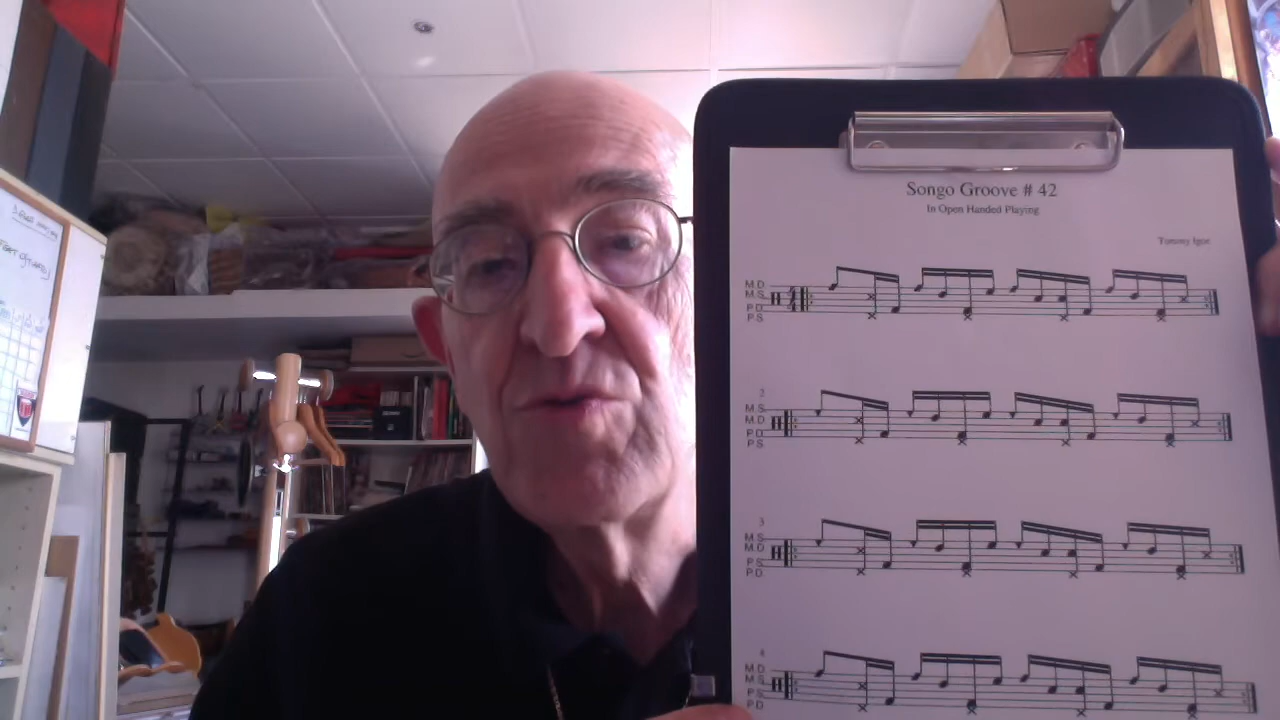 Songo Groove # 42
In Open Handed Playing
Tommy Igoe
M.D
M.S
P.D
P.S
2
M.S
M.D
P.D
P.S
3
M.S
M.D
P.S
P.D
4
M.D
M.S
P.S
P.D